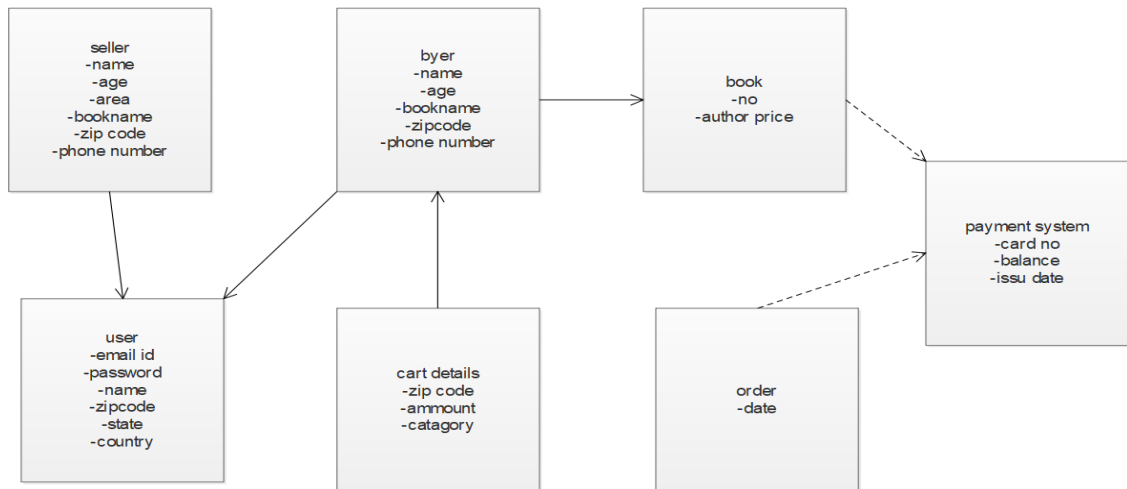 seller
-name
-age
-area
-bookname
-zip code
-phone number
byer
-name
-age
-bookname
-zipcode
-phone number
book
-no
-author price
payment system
-card no
-balance
-issu date
user
-email id
-password
-name
-zipcode
-state
-country
cart details
-zip code
-ammount
-catagory
order
-date